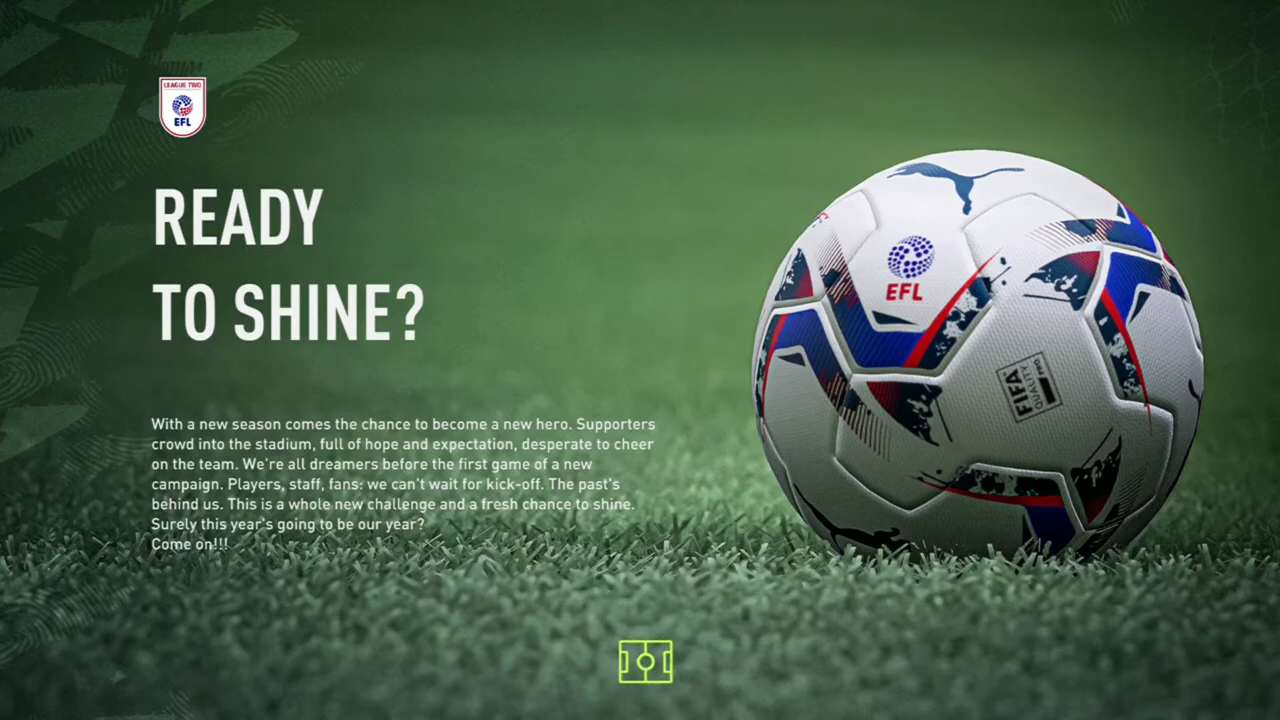 LEAGUE TWO
EFL
READY
TO SHINE?
With a new season comes the chance to become a new hero. Supporters
crowd into the stadium, full of hope and expectation, desperate to cheer
on the team. We're all dreamers before the first game of a new
campaign. Players, staff, fans: we can't wait for kick-off. The past's
behind us. This is a whole new challenge and a fresh chance to shine.
Surely this year's going to be our year?
Come on!!!
EFL
FIFA
QUALITY
PRO